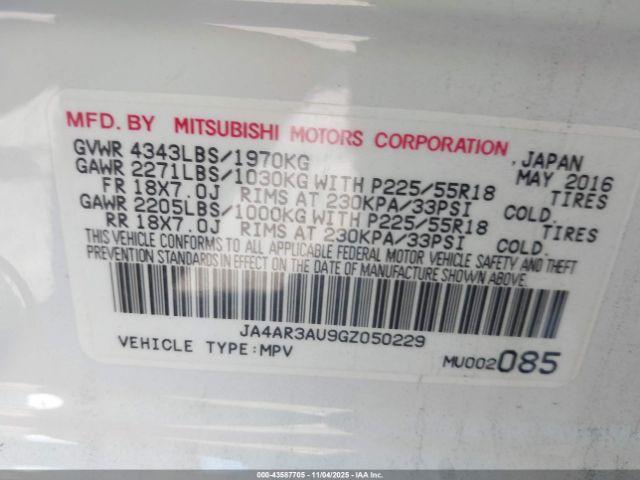 MFD. BY MITSUBISHI MOTORS CORPORATION, JAPAN
GVWR 4343LBS/1970KG MAY 2016
GAWR 2271LBS/1030KG WITH P225/55R18 TIRES
FR 18X7.0J RIMS AT 230KPA/33PSI COLD.
GAWR 2205LBS/1000KG WITH P225/55R18 TIRES
RR 18X7.0J RIMS AT 230KPA/33PSI COLD.
THIS VEHICLE CONFORMS TO ALL APPLICABLE FEDERAL MOTOR VEHICLE SAFETY AND THEFT
PREVENTION STANDARDS IN EFFECT ON THE DATE OF MANUFACTURE SHOWN ABOVE.
JA4AR3AU9GZ050229
VEHICLE TYPE:MPV MU002085
000-43587705 - 11/04/2025 - IAAI.COM